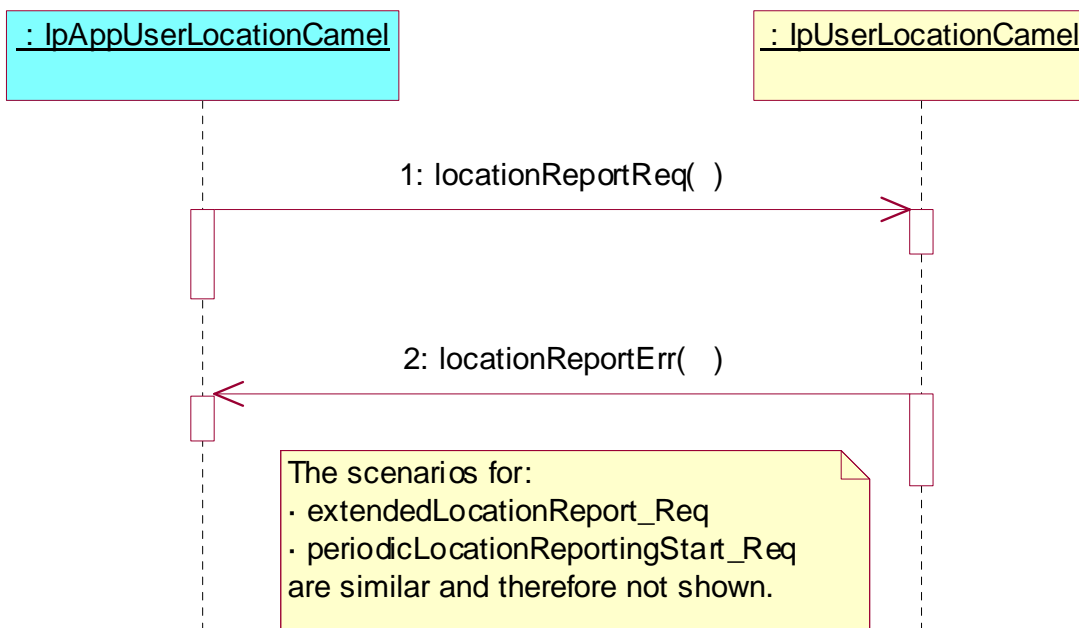 : IpAppUserLocationCamel
: IpUserLocationCamel
1: locationReportReq(  )
2: locationReportErr(   )
The scenarios for:
· extendedLocationReport_Req
· periodicLocationReportingStart_Req
are similar and therefore not shown.